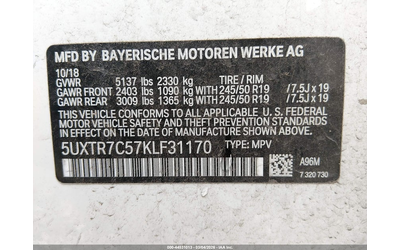 MFD BY BAYERISCHE MOTOREN WERKE AG
10/18
GVWR 5137 lbs 2330 kg TIRE / RIM
GAWR FRONT 2403 lbs 1090 kg WITH 245/50 R19 / 7.5J x 19
GAWR REAR 3009 lbs 1365 kg WITH 245/50 R19 / 7.5J x 19
THIS VEHICLE CONFORMS TO ALL APPLICABLE U.S. FEDERAL
MOTOR VEHICLE SAFETY STANDARDS IN EFFECT ON THE
DATE OF MANUFACTURE SHOWN ABOVE.
5UXTR7C57KLF31170 TYPE: MPV
A96M
7 320 730